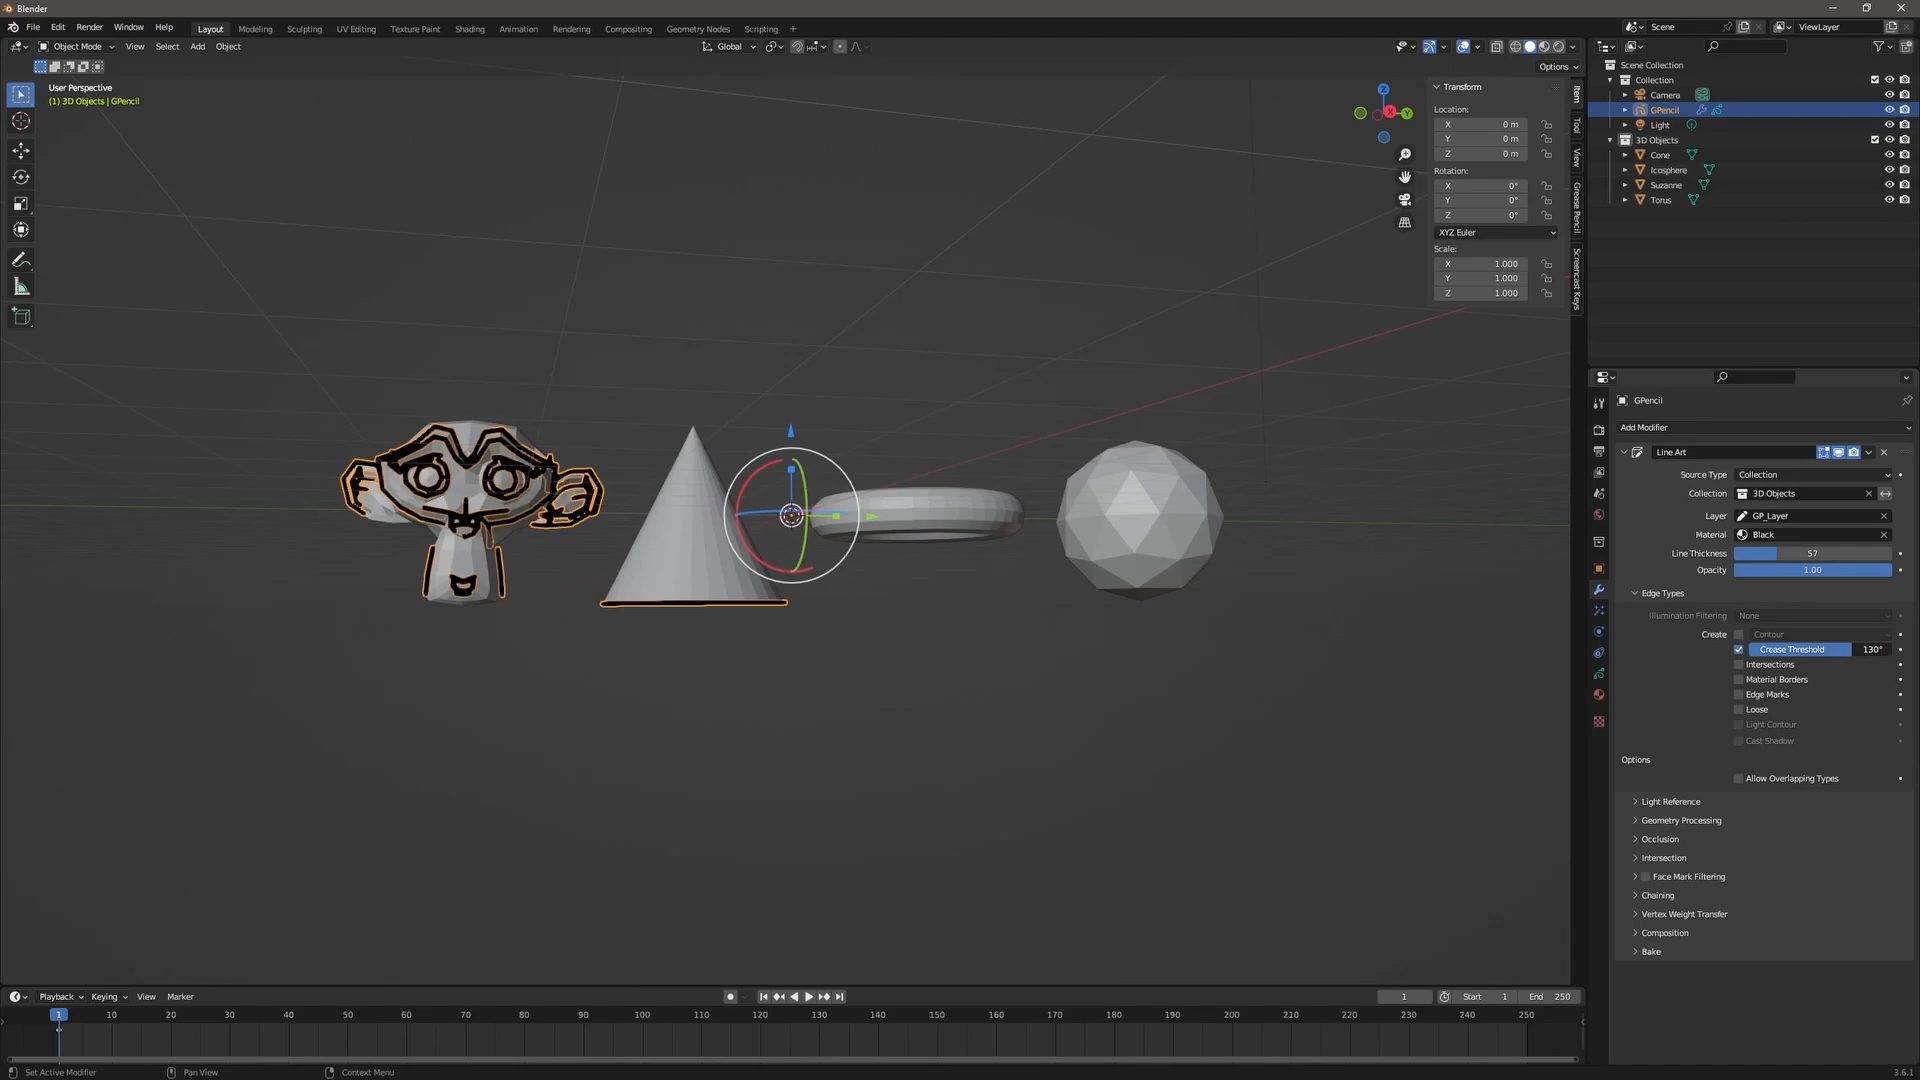 Blender
File Edit Render Window Help
Layout Modeling Sculpting UV Editing Texture Paint Shading Animation Rendering Compositing Geometry Nodes Scripting +
Scene
ViewLayer
Object Mode View Select Add Object
Global
Options
User Perspective
(1) 3D Objects | GPencil
Z
X
Y
Transform
Location:
X 0 m
Y 0 m
Z 0 m
Rotation:
X 0°
Y 0°
Z 0°
XYZ Euler
Scale:
X 1.000
Y 1.000
Z 1.000
Item
Tool
View
Grease Pencil
Screencast Keys
Scene Collection
Collection
Camera
GPencil
Light
3D Objects
Cone
Icosphere
Suzanne
Torus
GPencil
Add Modifier
Line Art
Source Type Collection
Collection 3D Objects
Layer GP_Layer
Material Black
Line Thickness 57
Opacity 1.00
Edge Types
Illumination Filtering None
Create Contour
Crease Threshold 130°
Intersections
Material Borders
Edge Marks
Loose
Light Contour
Cast Shadow
Options
Allow Overlapping Types
Light Reference
Geometry Processing
Occlusion
Intersection
Face Mark Filtering
Chaining
Vertex Weight Transfer
Composition
Bake
Playback Keying View Marker
1 Start 1 End 250
1 10 20 30 40 50 60 70 80 90 100 110 120 130 140 150 160 170 180 190 200 210 220 230 240 250
Set Active Modifier Pan View Context Menu
3.6.1